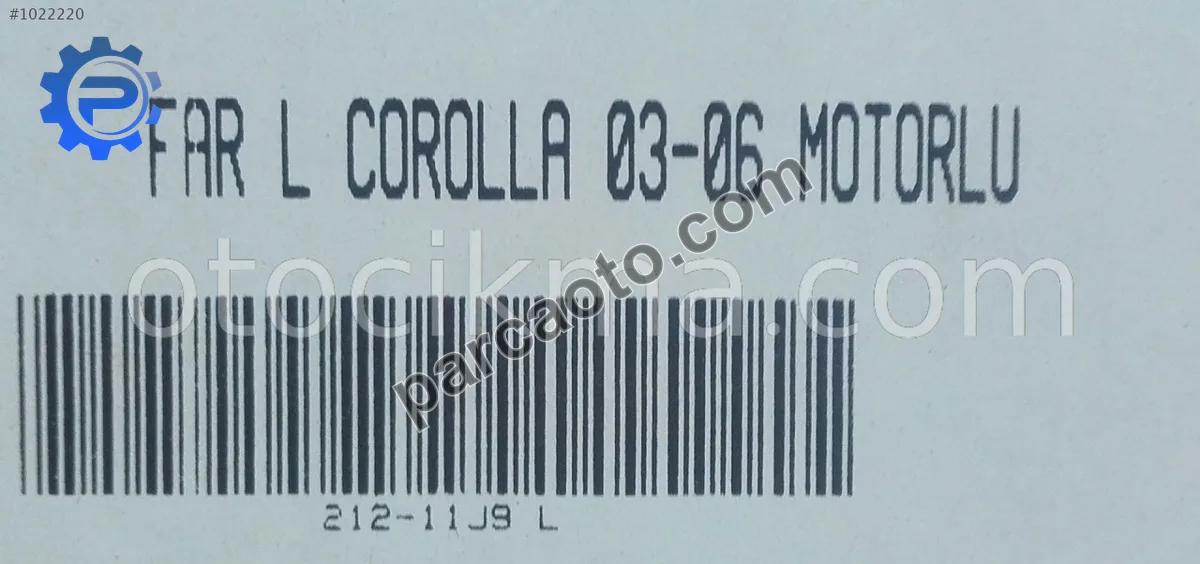 #1022220
FAR L COROLLA 03-06 MOTORLU
otocikma.com
parcaoto.com
212-11J9 L